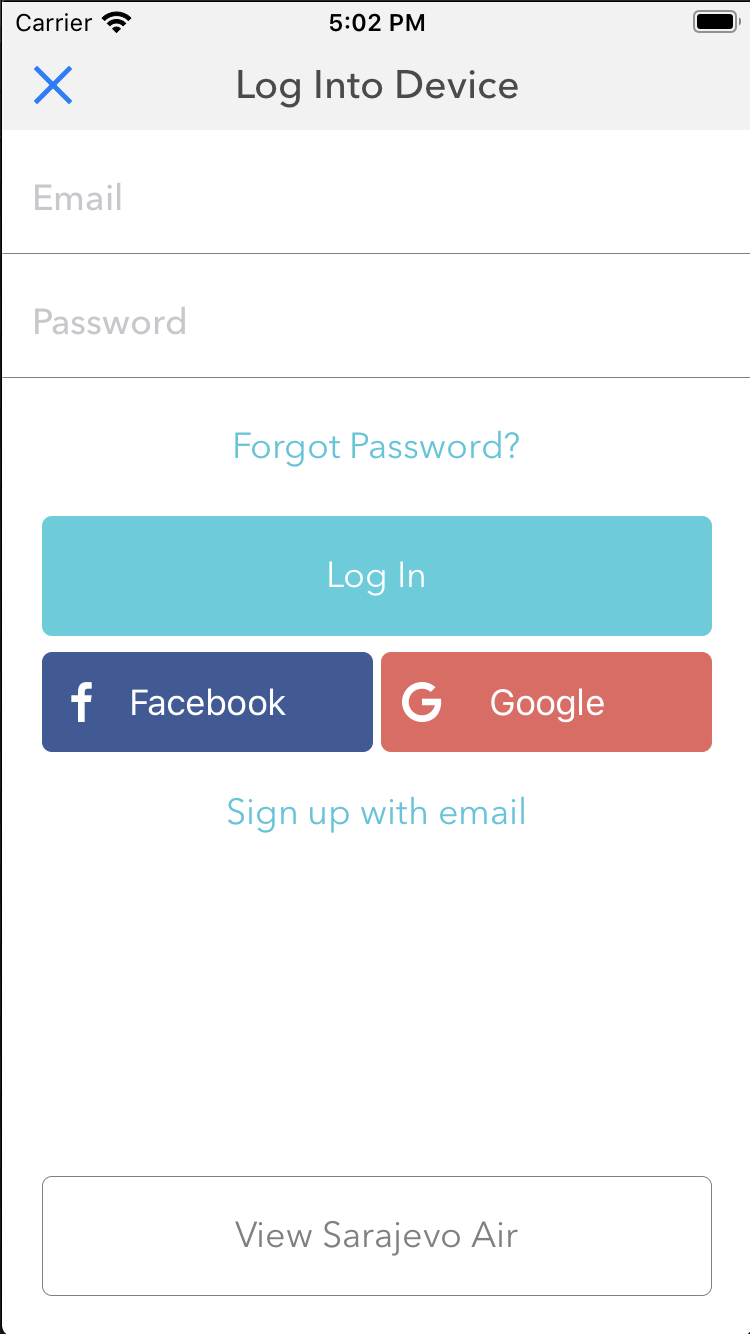 Carrier 5:02 PM
Log Into Device
Email
Password
Forgot Password?
Log In
Facebook Google
Sign up with email
View Sarajevo Air